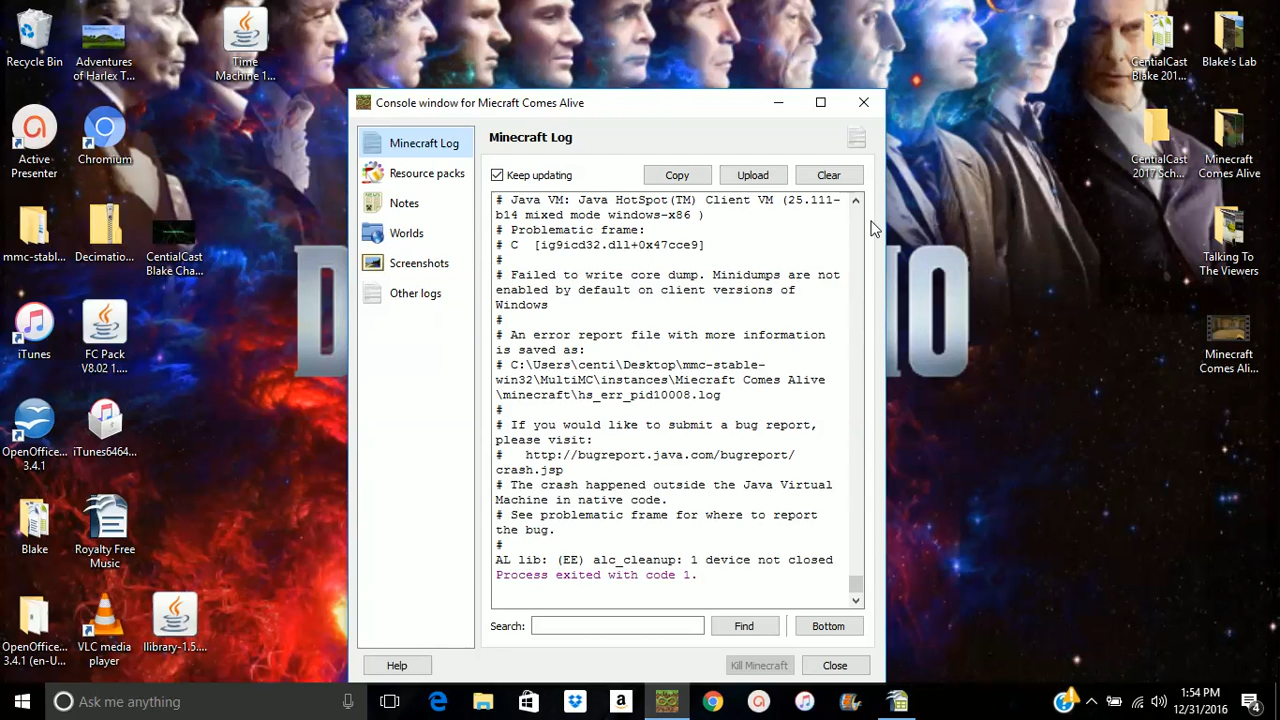 Recycle Bin
Adventures
of Harlex T...
Time
Machine 1...
CentialCast
Blake 201...
Blake's Lab
Active
Presenter
Chromium
CentialCast
2017 Sch...
Minecraft
Comes Alive
mmc-stabl...
Decimatio...
CentialCast
Blake Cha...
Talking To
The Viewers
iTunes
FC Pack
V8.02 1....
Minecraft
Comes Ali...
OpenOffice...
3.4.1
iTunes6464...
Blake
Royalty Free
Music
OpenOffice...
3.4.1 (en-U...
VLC media
player
llibrary-1.5....
Console window for Miecraft Comes Alive
Minecraft Log
Resource packs
Notes
Worlds
Screenshots
Other logs
Minecraft Log
Keep updating
Copy
Upload
Clear
# Java VM: Java HotSpot(TM) Client VM (25.111-
b14 mixed mode windows-x86 )
# Problematic frame:
# C  [ig9icd32.dll+0x47cce9]
#
# Failed to write core dump. Minidumps are not
enabled by default on client versions of
Windows
#
# An error report file with more information
is saved as:
# C:\Users\centi\Desktop\mmc-stable-
win32\MultiMC\instances\Miecraft Comes Alive
\minecraft\hs_err_pid10008.log
#
# If you would like to submit a bug report,
please visit:
#   http://bugreport.java.com/bugreport/
crash.jsp
# The crash happened outside the Java Virtual
Machine in native code.
# See problematic frame for where to report
the bug.
#
AL lib: (EE) alc_cleanup: 1 device not closed
Process exited with code 1.
Search:
Find
Bottom
Help
Kill Minecraft
Close
D
IO
Ask me anything
1:54 PM
12/31/2016
4